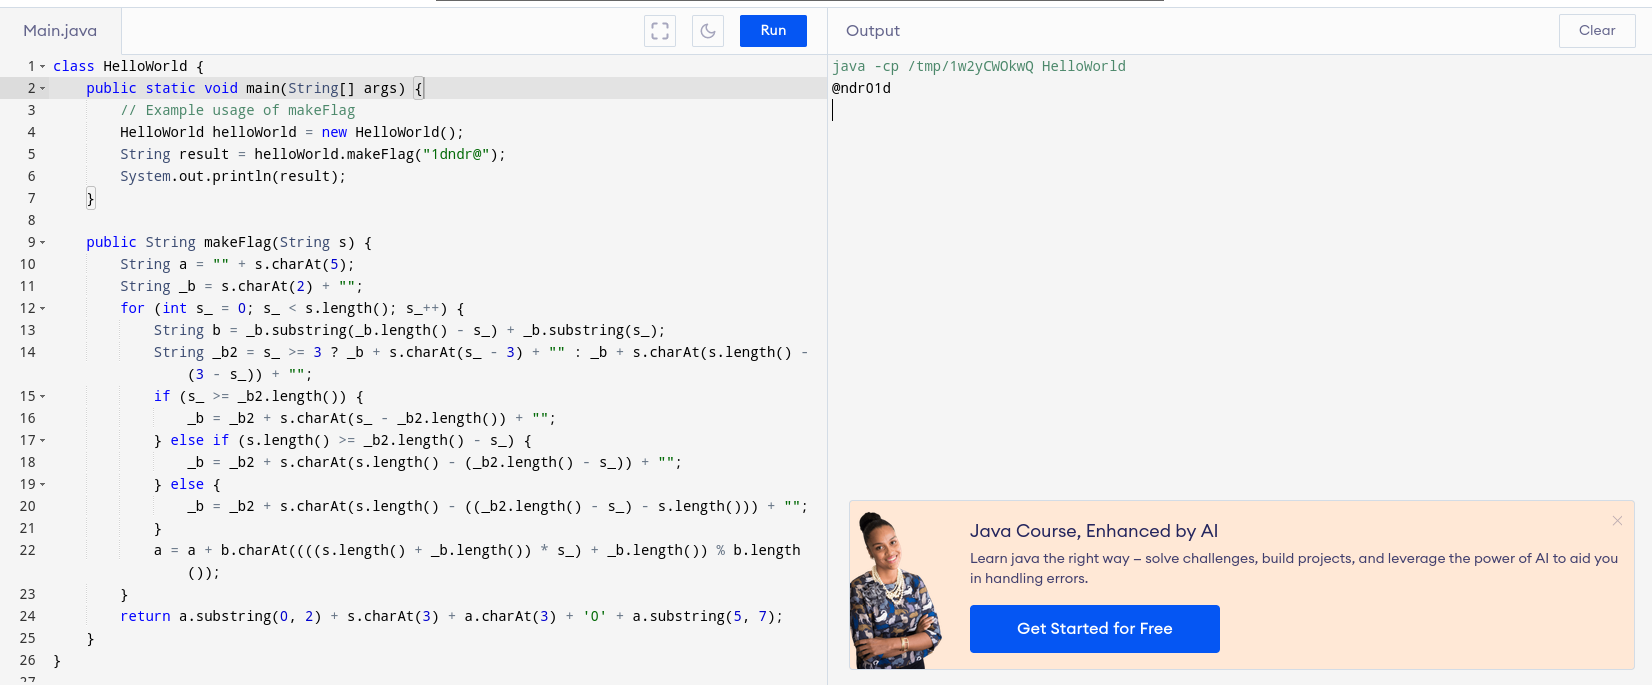 Main.java
Run
Output
Clear
1 class HelloWorld {
2     public static void main(String[] args) {
3         // Example usage of makeFlag
4         HelloWorld helloWorld = new HelloWorld();
5         String result = helloWorld.makeFlag("1dndr@");
6         System.out.println(result);
7     }
8
9     public String makeFlag(String s) {
10         String a = "" + s.charAt(5);
11         String _b = s.charAt(2) + "";
12         for (int s_ = 0; s_ < s.length(); s_++) {
13             String b = _b.substring(_b.length() - s_) + _b.substring(s_);
14             String _b2 = s_ >= 3 ? _b + s.charAt(s_ - 3) + "" : _b + s.charAt(s.length() -
(3 - s_)) + "";
15             if (s_ >= _b2.length()) {
16                 _b = _b2 + s.charAt(s_ - _b2.length()) + "";
17             } else if (s.length() >= _b2.length() - s_) {
18                 _b = _b2 + s.charAt(s.length() - (_b2.length() - s_)) + "";
19             } else {
20                 _b = _b2 + s.charAt(s.length() - ((_b2.length() - s_) - s.length())) + "";
21             }
22             a = a + b.charAt((((s.length() + _b.length()) * s_) + _b.length()) % b.length
());
23         }
24         return a.substring(0, 2) + s.charAt(3) + a.charAt(3) + '0' + a.substring(5, 7);
25     }
26 }
27
java -cp /tmp/1w2yCWOkwQ HelloWorld
@ndr01d
Java Course, Enhanced by AI
Learn java the right way – solve challenges, build projects, and leverage the power of AI to aid you
in handling errors.
Get Started for Free